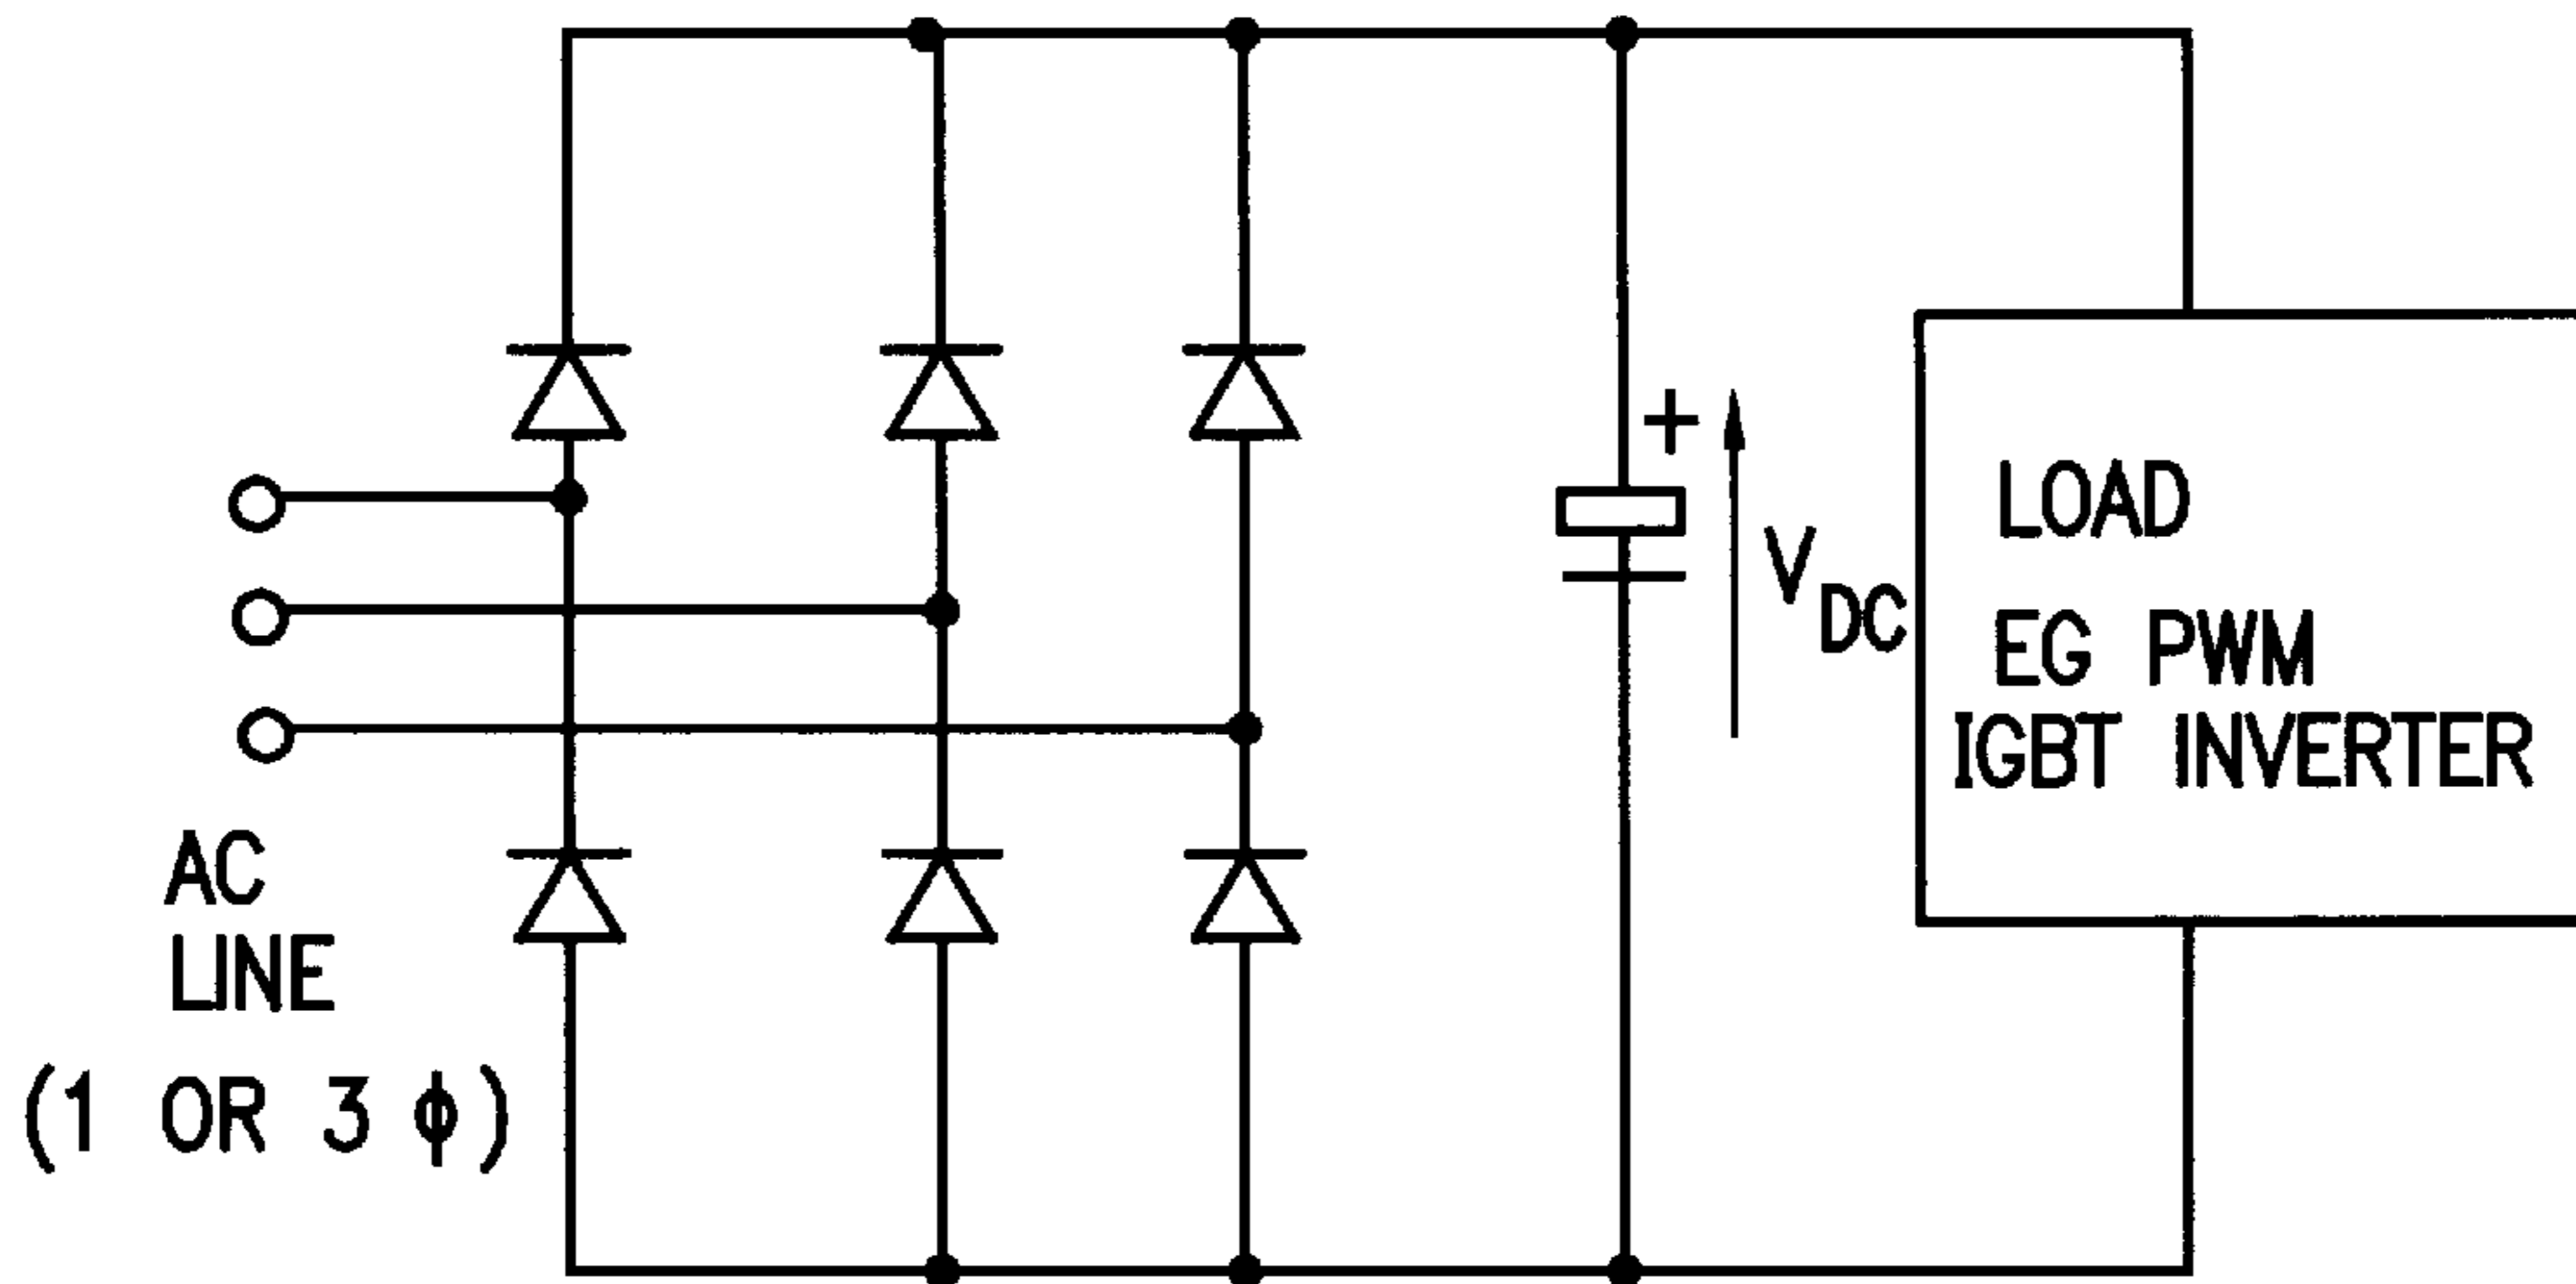 +
V DC
LOAD
EG PWM
IGBT INVERTER
AC
LINE
(1 OR 3 ϕ)